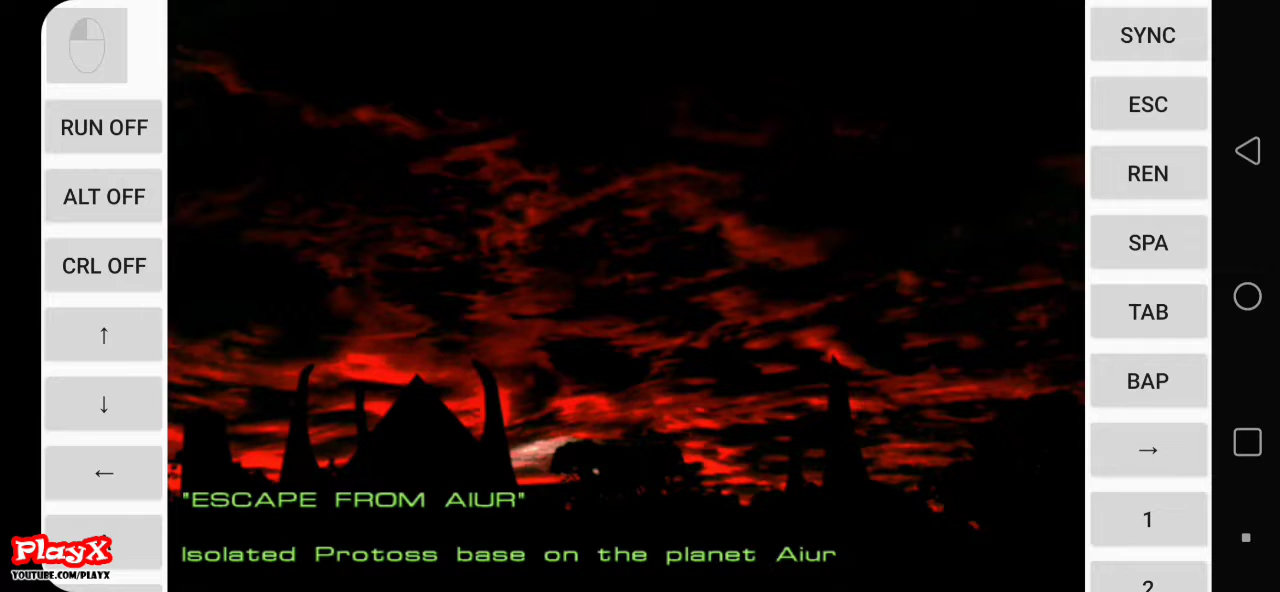 RUN OFF
ALT OFF
CRL OFF
↑
↓
←
PlayX
YOUTUBE.COM/PLAYX
"ESCAPE FROM AIUR"
Isolated Protoss base on the planet Aiur
SYNC
ESC
REN
SPA
TAB
BAP
→
1
2